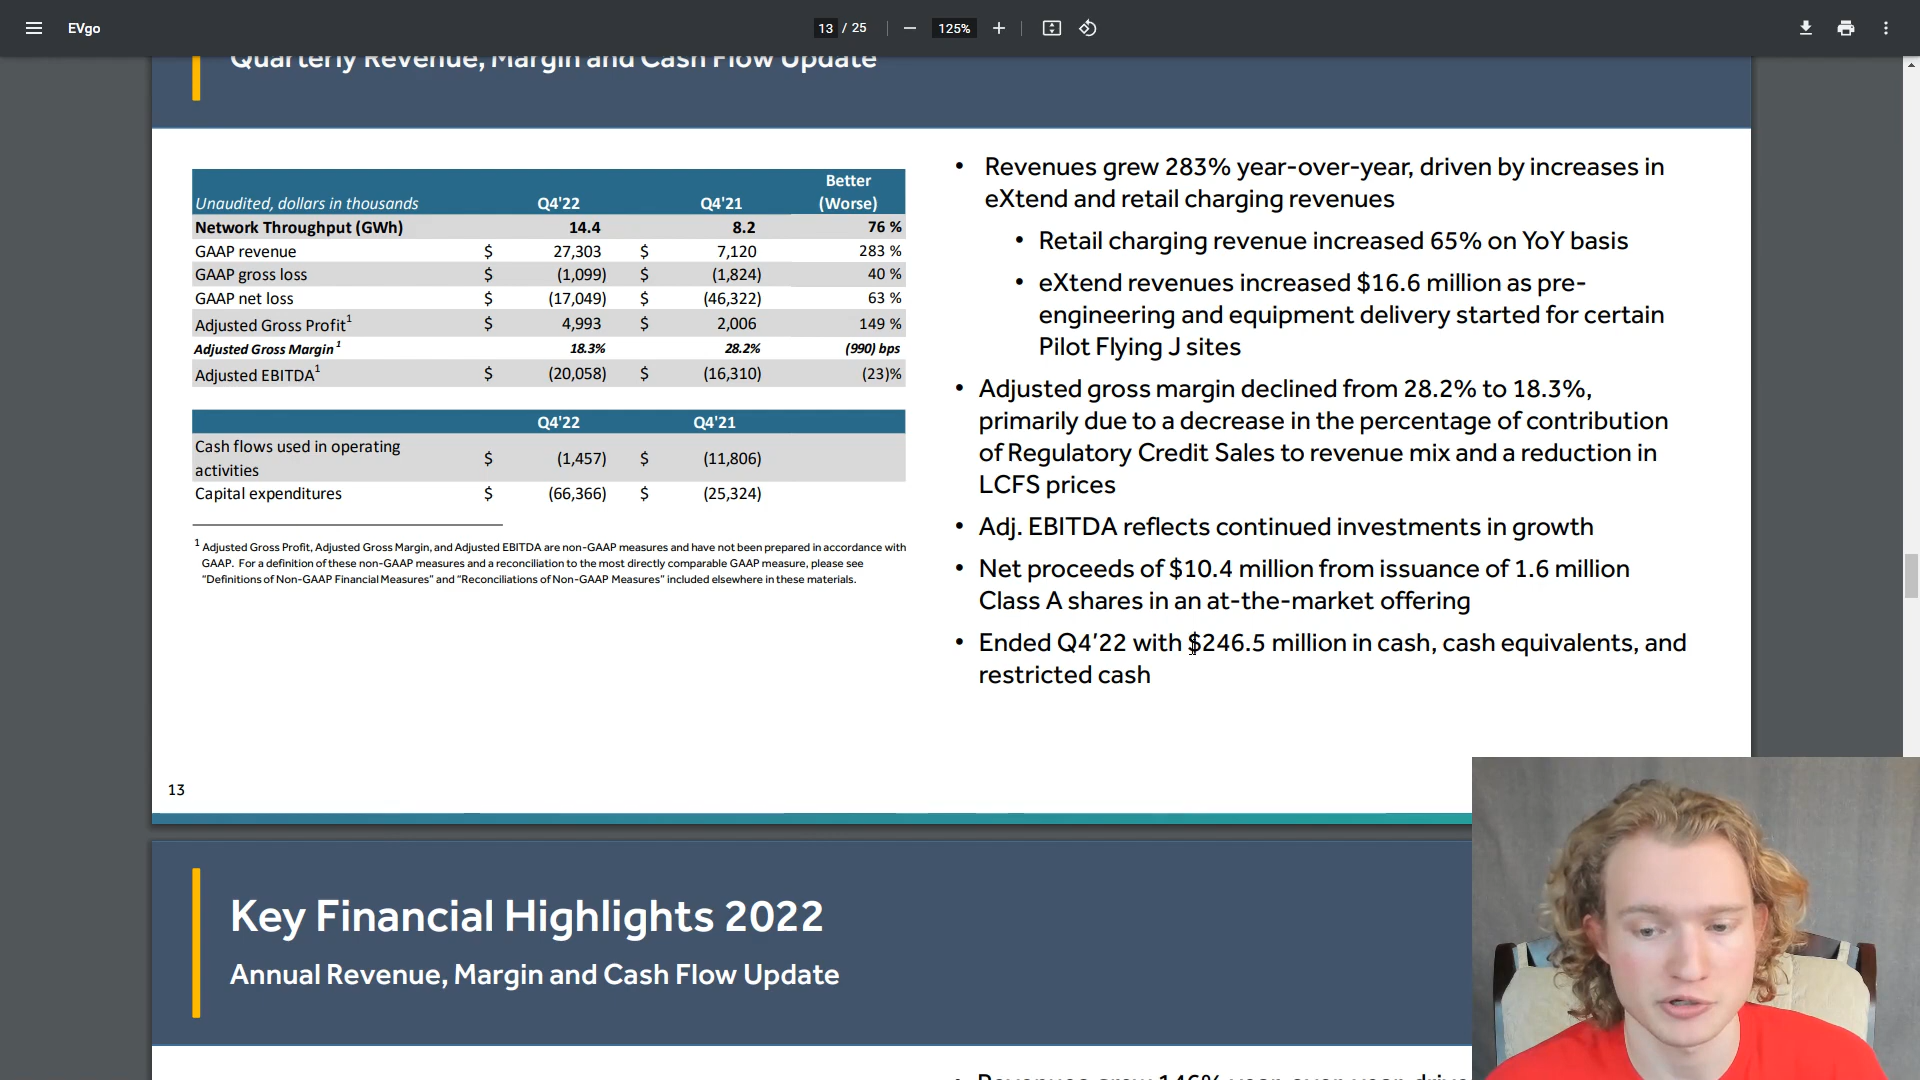 EVgo
13 / 25
125%
Quarterly Revenue, Margin and Cash Flow Update
Unaudited, dollars in thousands Q4'22 Q4'21 Better (Worse)
Network Throughput (GWh) 14.4 8.2 76 %
GAAP revenue $ 27,303 $ 7,120 283 %
GAAP gross loss $ (1,099) $ (1,824) 40 %
GAAP net loss $ (17,049) $ (46,322) 63 %
Adjusted Gross Profit1 $ 4,993 $ 2,006 149 %
Adjusted Gross Margin1 18.3% 28.2% (990) bps
Adjusted EBITDA1 $ (20,058) $ (16,310) (23)%
Q4'22 Q4'21
Cash flows used in operating
activities $ (1,457) $ (11,806)
Capital expenditures $ (66,366) $ (25,324)
1 Adjusted Gross Profit, Adjusted Gross Margin, and Adjusted EBITDA are non-GAAP measures and have not been prepared in accordance with
GAAP. For a definition of these non-GAAP measures and a reconciliation to the most directly comparable GAAP measure, please see
"Definitions of Non-GAAP Financial Measures" and "Reconciliations of Non-GAAP Measures" included elsewhere in these materials.
• Revenues grew 283% year-over-year, driven by increases in
eXtend and retail charging revenues
• Retail charging revenue increased 65% on YoY basis
• eXtend revenues increased $16.6 million as pre-
engineering and equipment delivery started for certain
Pilot Flying J sites
• Adjusted gross margin declined from 28.2% to 18.3%,
primarily due to a decrease in the percentage of contribution
of Regulatory Credit Sales to revenue mix and a reduction in
LCFS prices
• Adj. EBITDA reflects continued investments in growth
• Net proceeds of $10.4 million from issuance of 1.6 million
Class A shares in an at-the-market offering
• Ended Q4'22 with $246.5 million in cash, cash equivalents, and
restricted cash
13
Key Financial Highlights 2022
Annual Revenue, Margin and Cash Flow Update
• Revenues grew 146% year-over-year, drive